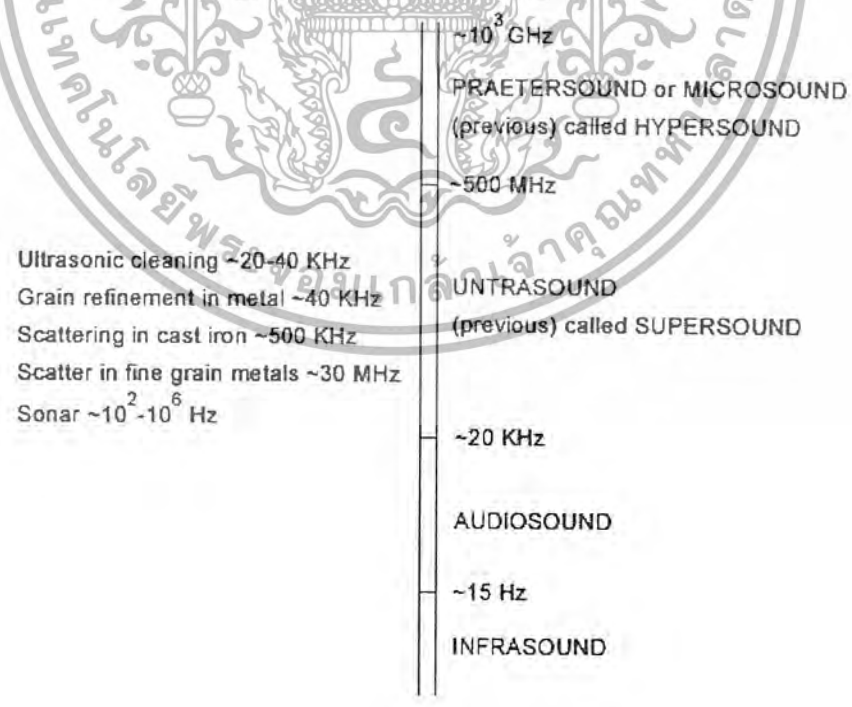 ~10³ GHz
PRAETERSOUND or MICROSOUND
(previous) called HYPERSOUND
~500 MHz
Ultrasonic cleaning ~20-40 KHz
Grain refinement in metal ~40 KHz
Scattering in cast iron ~500 KHz
Scatter in fine grain metals ~30 MHz
Sonar ~10²-10⁶ Hz
UNTRASOUND
(previous) called SUPERSOUND
~20 KHz
AUDIOSOUND
~15 Hz
INFRASOUND